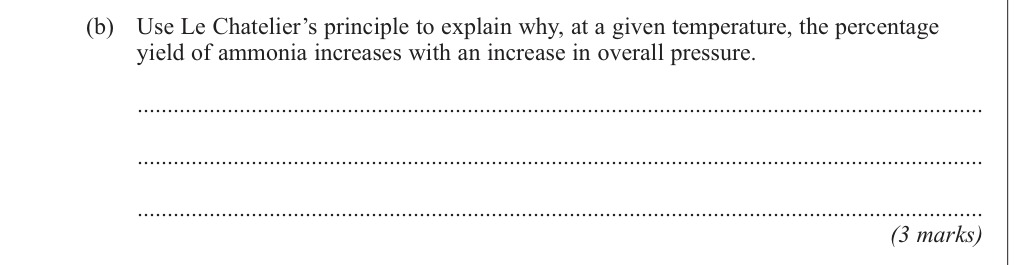 (b) Use Le Chatelier’s principle to explain why, at a given temperature, the percentage
yield of ammonia increases with an increase in overall pressure.
(3 marks)